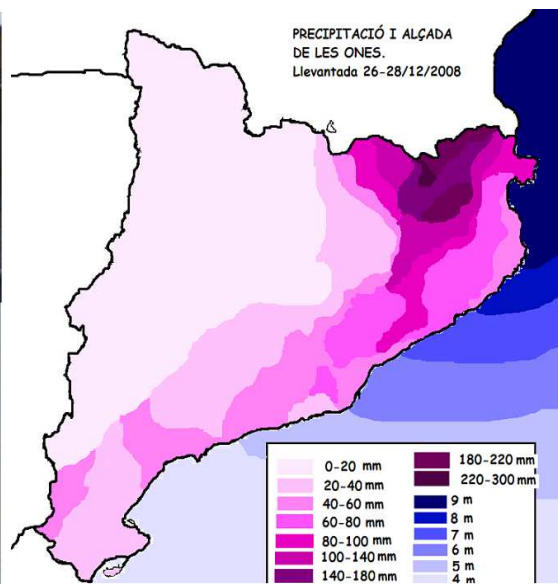 PRECIPITACIÓ I ALÇADA
DE LES ONES.
Llevantada 26-28/12/2008
0-20 mm
20-40 mm
40-60 mm
60-80 mm
80-100 mm
100-140 mm
140-180 mm
180-220 mm
220-300 mm
9 m
8 m
7 m
6 m
5 m
4 m